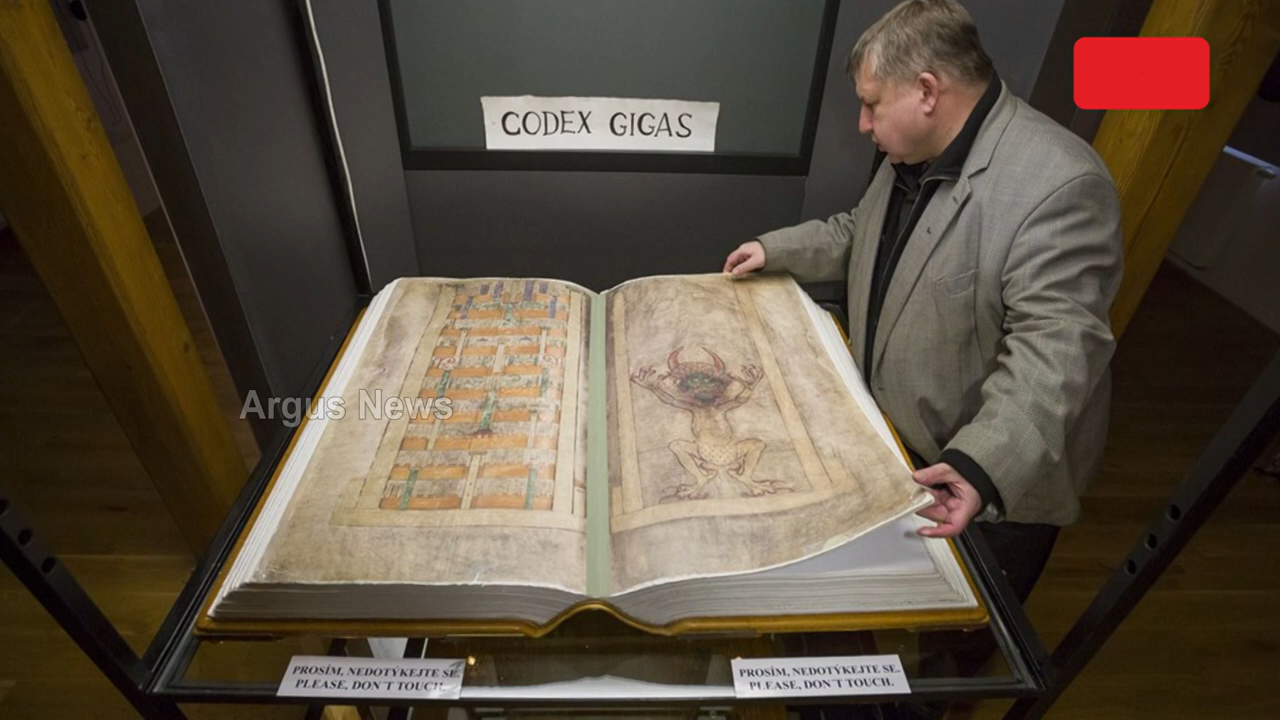 CODEX GIGAS
Argus News
PROSÍM, NEDOTÝKEJTE SE.
PLEASE, DON´T TOUCH.
PROSÍM, NEDOTÝKEJTE SE.
PLEASE, DON´T TOUCH.